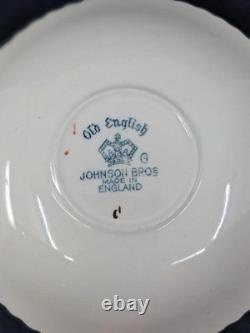 Old English
G
JOHNSON BROS
MADE IN
ENGLAND